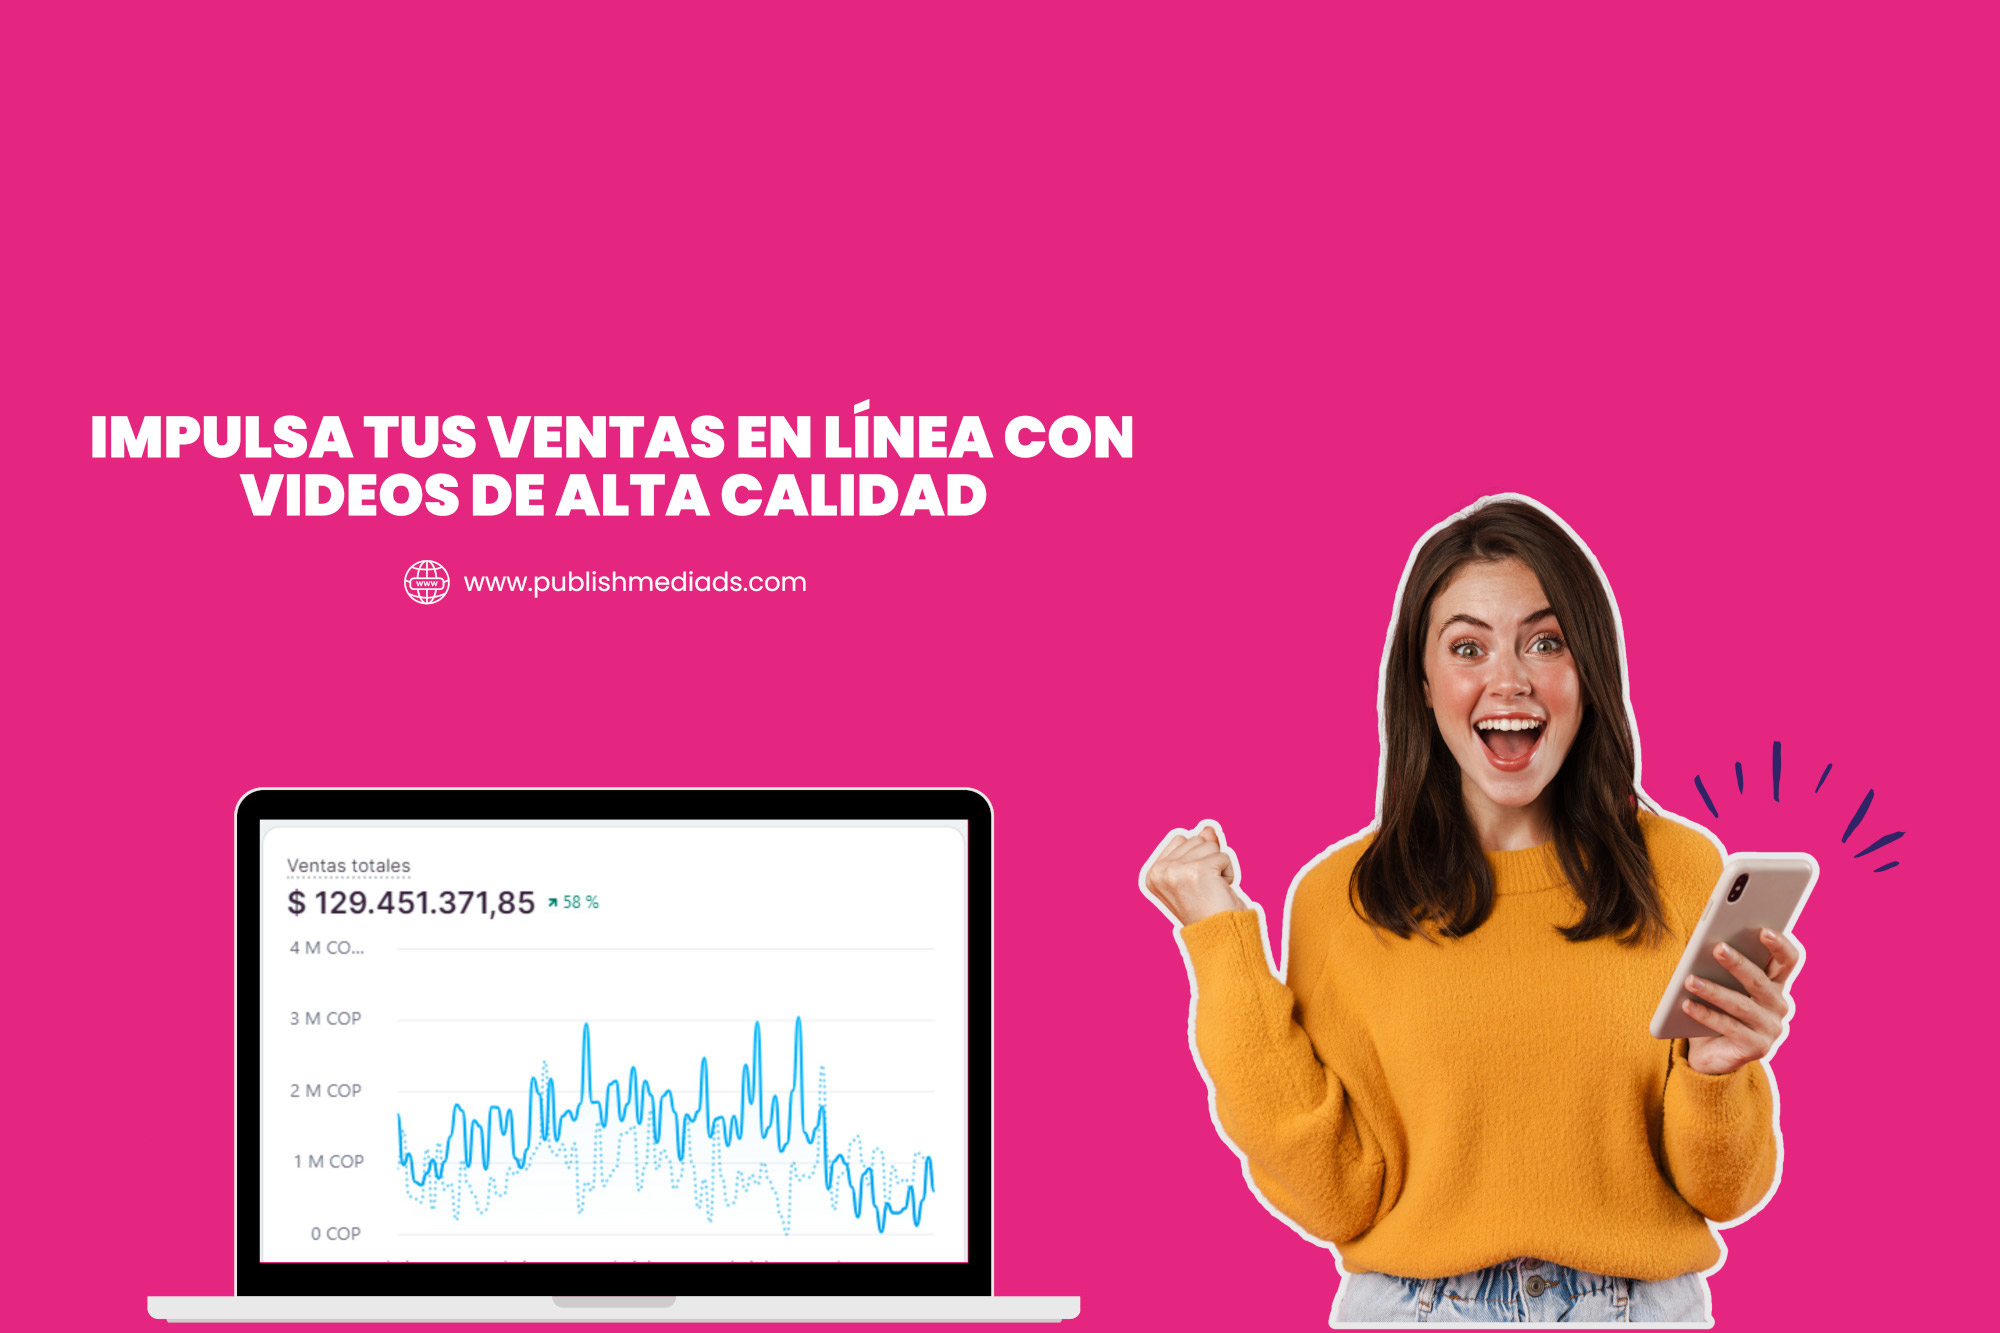 IMPULSA TUS VENTAS EN LÍNEA CON
VIDEOS DE ALTA CALIDAD
www
www.publishmediads.com
Ventas totales
$ 129.451.371,85 58 %
4 M CO...
3 M COP
2 M COP
1 M COP
0 COP